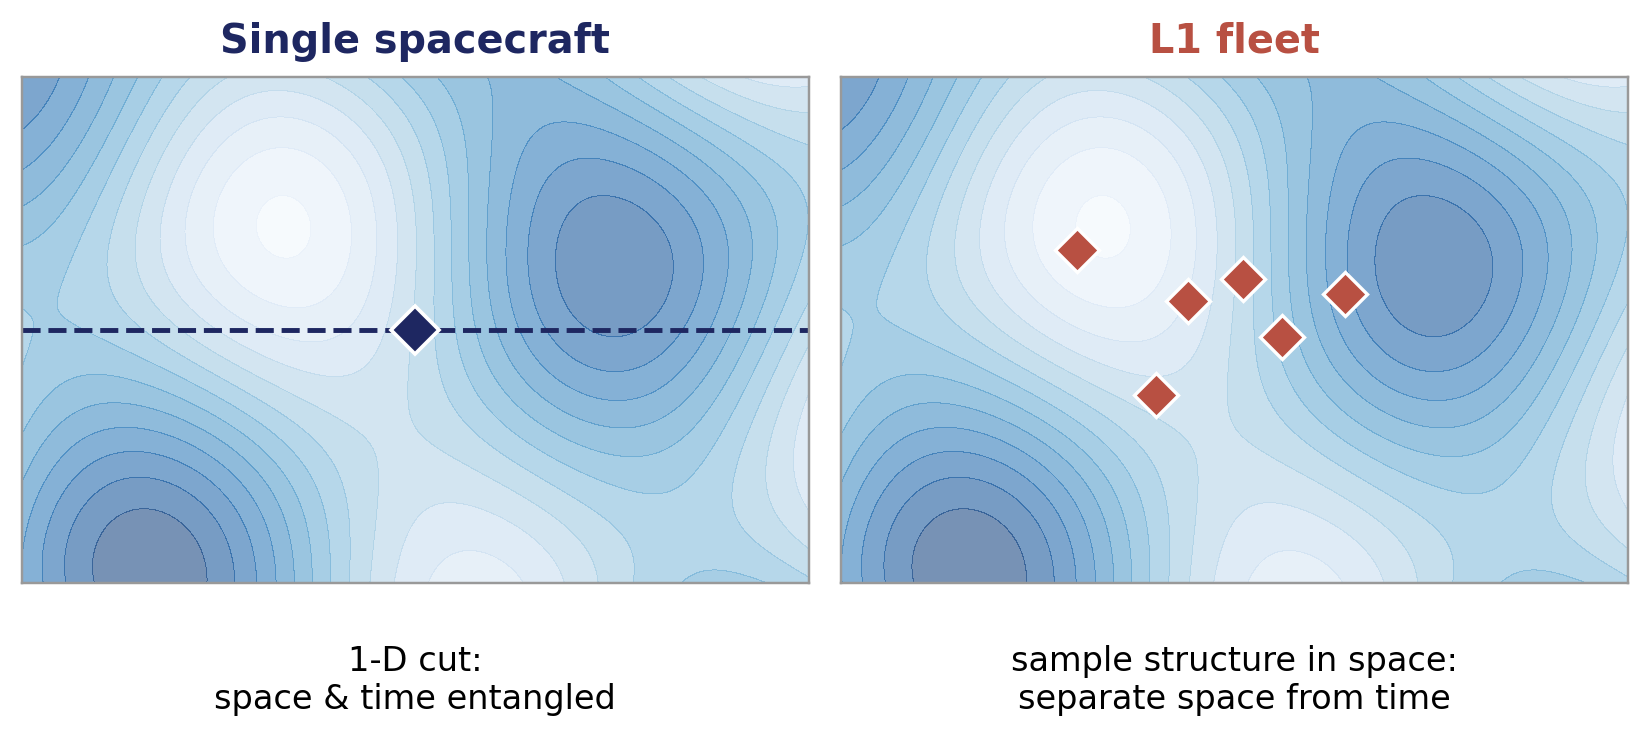 Single spacecraft
L1 fleet
1-D cut:
space & time entangled
sample structure in space:
separate space from time